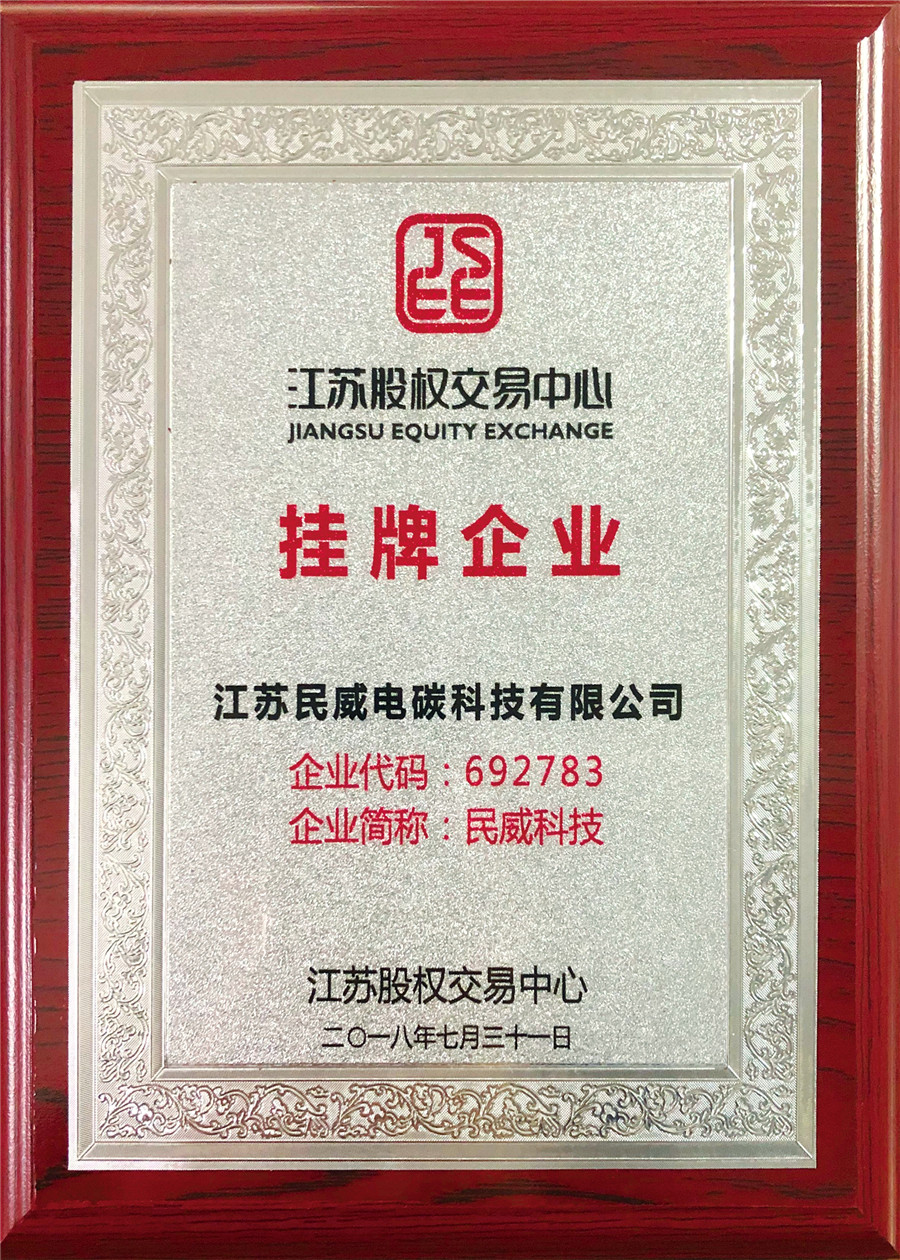 JS
EE
江苏股权交易中心
JIANGSU EQUITY EXCHANGE
挂牌企业
江苏民威电碳科技有限公司
企业代码：692783
企业简称：民威科技
江苏股权交易中心
二〇一八年七月三十一日